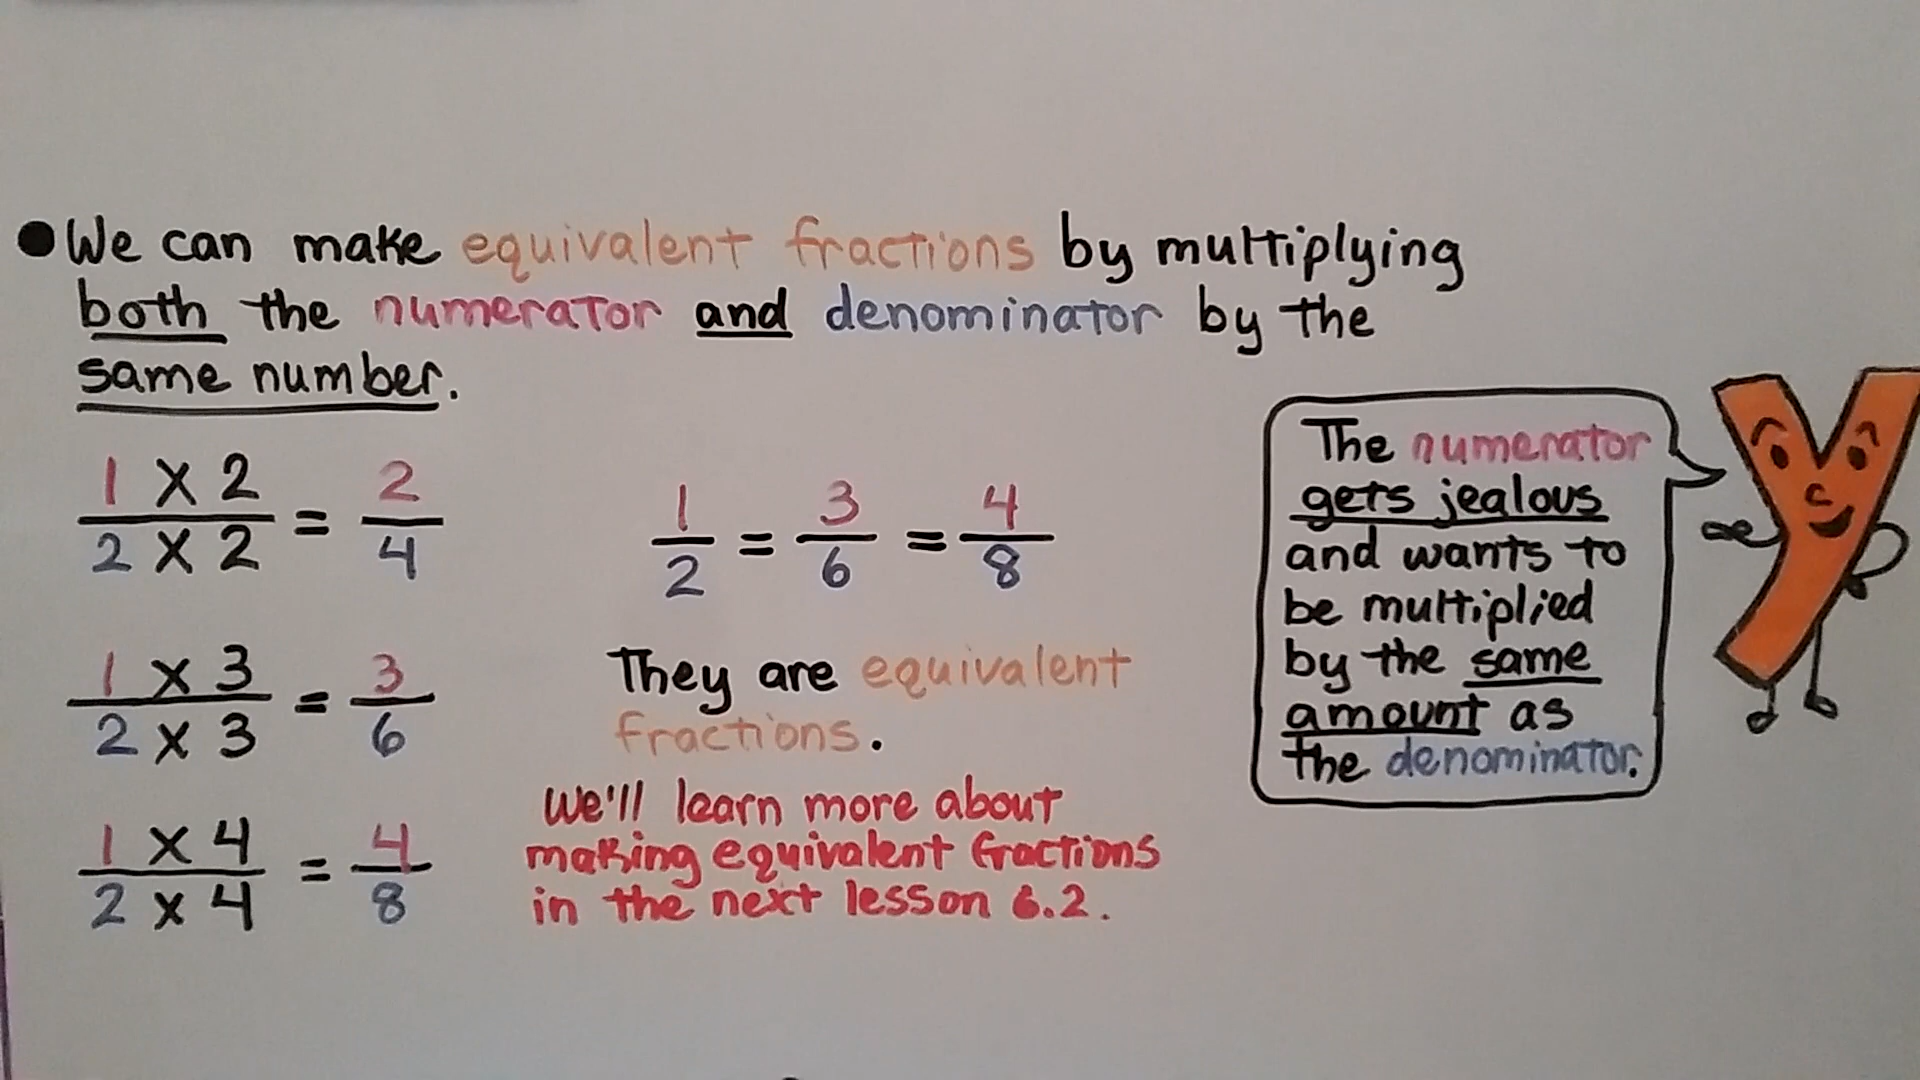 We can make equivalent fractions by multiplying
both the numerator and denominator by the
same number.
1 x 2 / 2 x 2 = 2/4
1 x 3 / 2 x 3 = 3/6
1 x 4 / 2 x 4 = 4/8
1/2 = 3/6 = 4/8
They are equivalent
fractions.
We'll learn more about
making equivalent fractions
in the next lesson 6.2.
The numerator
gets jealous
and wants to
be multiplied
by the same
amount as
the denominator.